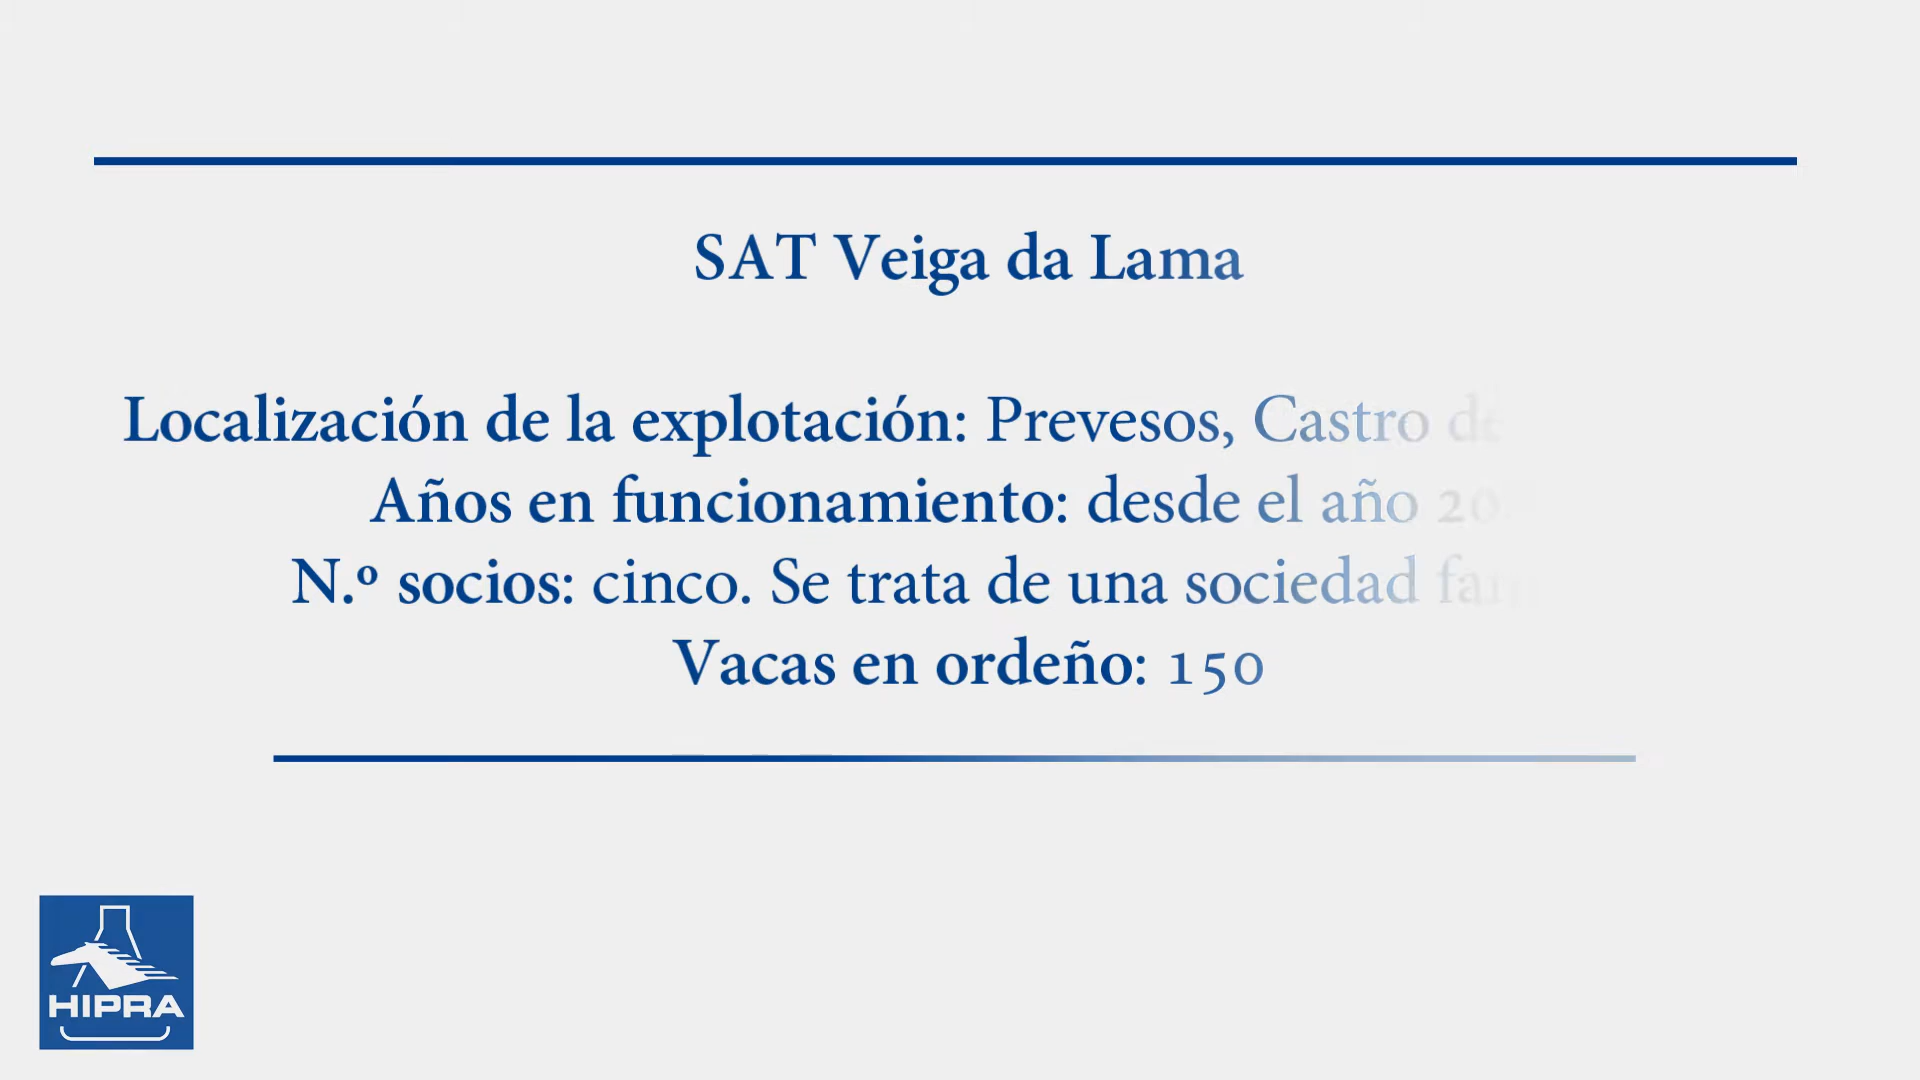 SAT Veiga da Lama
Localización de la explotación: Prevesos, Castro de
Años en funcionamiento: desde el año
N.º socios: cinco. Se trata de una sociedad
Vacas en ordeño: 150
HIPRA